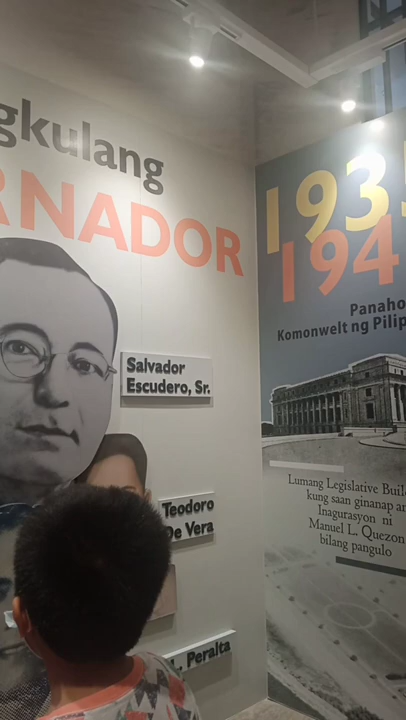 gkulang
RNADOR
Salvador
Escudero, Sr.
Teodoro
De Vera
L. Peralta
193
194
Panaho
Komonwelt ng Pilip
Lumang Legislative Buil
kung saan ginanap an
Inagurasyon ni
Manuel L. Quezon
bilang pangulo